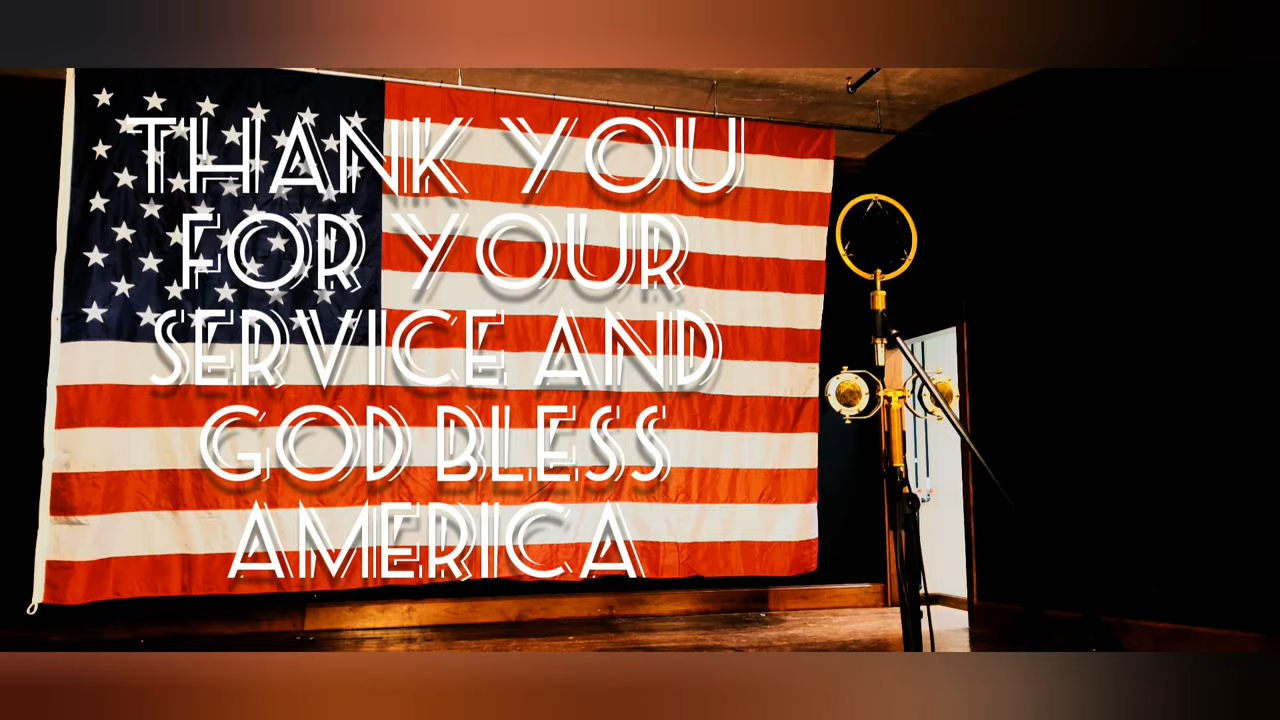 THANK YOU
FOR YOUR
SERVICE AND
GOD BLESS
AMERICA